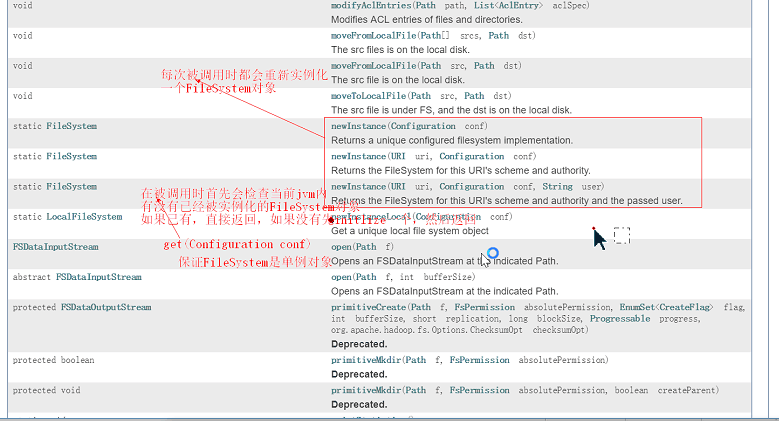 void modifyAclEntries(Path path, List<AclEntry> aclSpec)
Modifies ACL entries of files and directories.
void moveFromLocalFile(Path[] srcs, Path dst)
The src files is on the local disk.
void moveFromLocalFile(Path src, Path dst)
The src file is on the local disk.
每次被调用时都会重新实例化
一个FileSystem对象
void moveToLocalFile(Path src, Path dst)
The src file is under FS, and the dst is on the local disk.
static FileSystem newInstance(Configuration conf)
Returns a unique configured filesystem implementation.
static FileSystem newInstance(URI uri, Configuration conf)
Returns the FileSystem for this URI's scheme and authority.
static FileSystem newInstance(URI uri, Configuration conf, String user)
Returns the FileSystem for this URI's scheme and authority and the passed user.
在被调用时首先会检查当前jvm内
有没有已经被实例化的FileSystem对象
如果已有, 直接返回, 如果没有先initilize一个, 然后返回
static LocalFileSystem newInstanceLocal(Configuration conf)
Get a unique local file system object
get(Configuration conf)
保证FileSystem是单例对象
FSDataInputStream open(Path f)
Opens an FSDataInputStream at the indicated Path.
abstract FSDataInputStream open(Path f, int bufferSize)
Opens an FSDataInputStream at the indicated Path.
protected FSDataOutputStream primitiveCreate(Path f, FsPermission absolutePermission, EnumSet<CreateFlag> flag,
int bufferSize, short replication, long blockSize, Progressable progress,
org.apache.hadoop.fs.Options.ChecksumOpt checksumOpt)
Deprecated.
protected boolean primitiveMkdir(Path f, FsPermission absolutePermission)
Deprecated.
protected void primitiveMkdir(Path f, FsPermission absolutePermission, boolean createParent)
Deprecated.